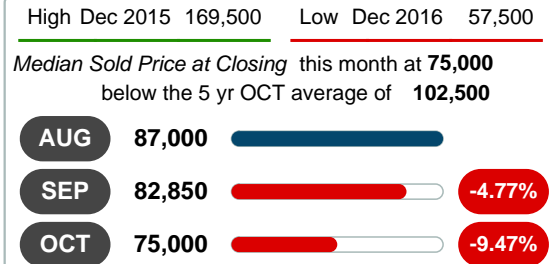 High Dec 2015 169,500 Low Dec 2016 57,500
Median Sold Price at Closing this month at 75,000
below the 5 yr OCT average of 102,500
AUG 87,000
SEP 82,850 -4.77%
OCT 75,000 -9.47%